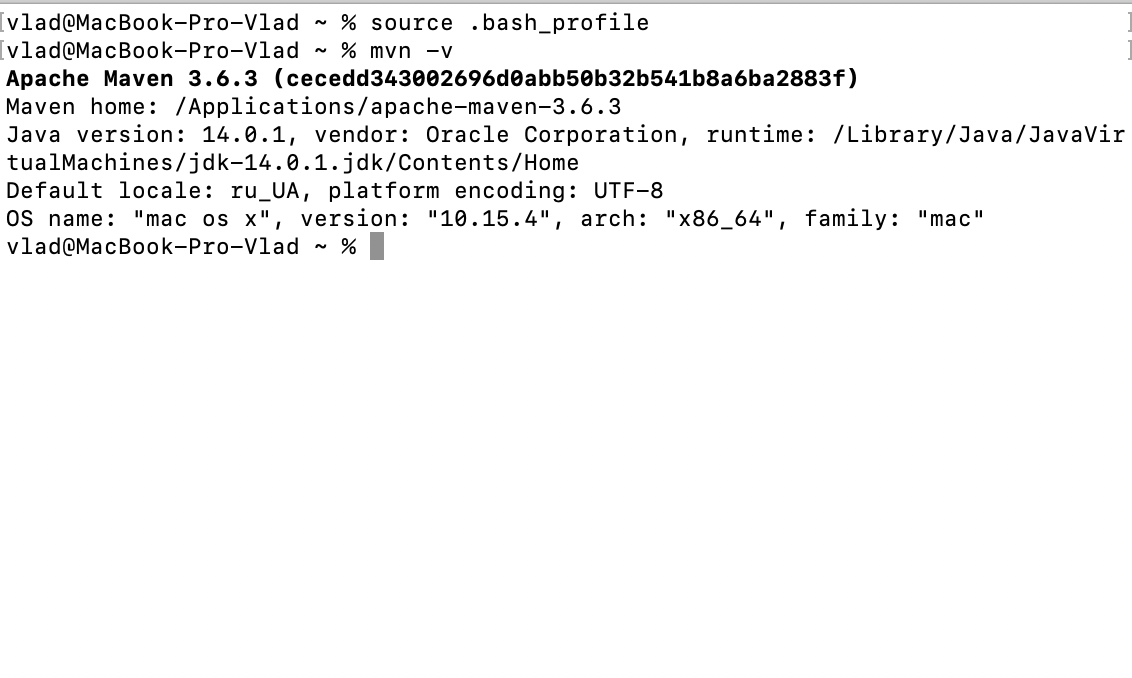 [vlad@MacBook-Pro-Vlad ~ % source .bash_profile ]
[vlad@MacBook-Pro-Vlad ~ % mvn -v ]
Apache Maven 3.6.3 (cecedd343002696d0abb50b32b541b8a6ba2883f)
Maven home: /Applications/apache-maven-3.6.3
Java version: 14.0.1, vendor: Oracle Corporation, runtime: /Library/Java/JavaVir
tualMachines/jdk-14.0.1.jdk/Contents/Home
Default locale: ru_UA, platform encoding: UTF-8
OS name: "mac os x", version: "10.15.4", arch: "x86_64", family: "mac"
vlad@MacBook-Pro-Vlad ~ %